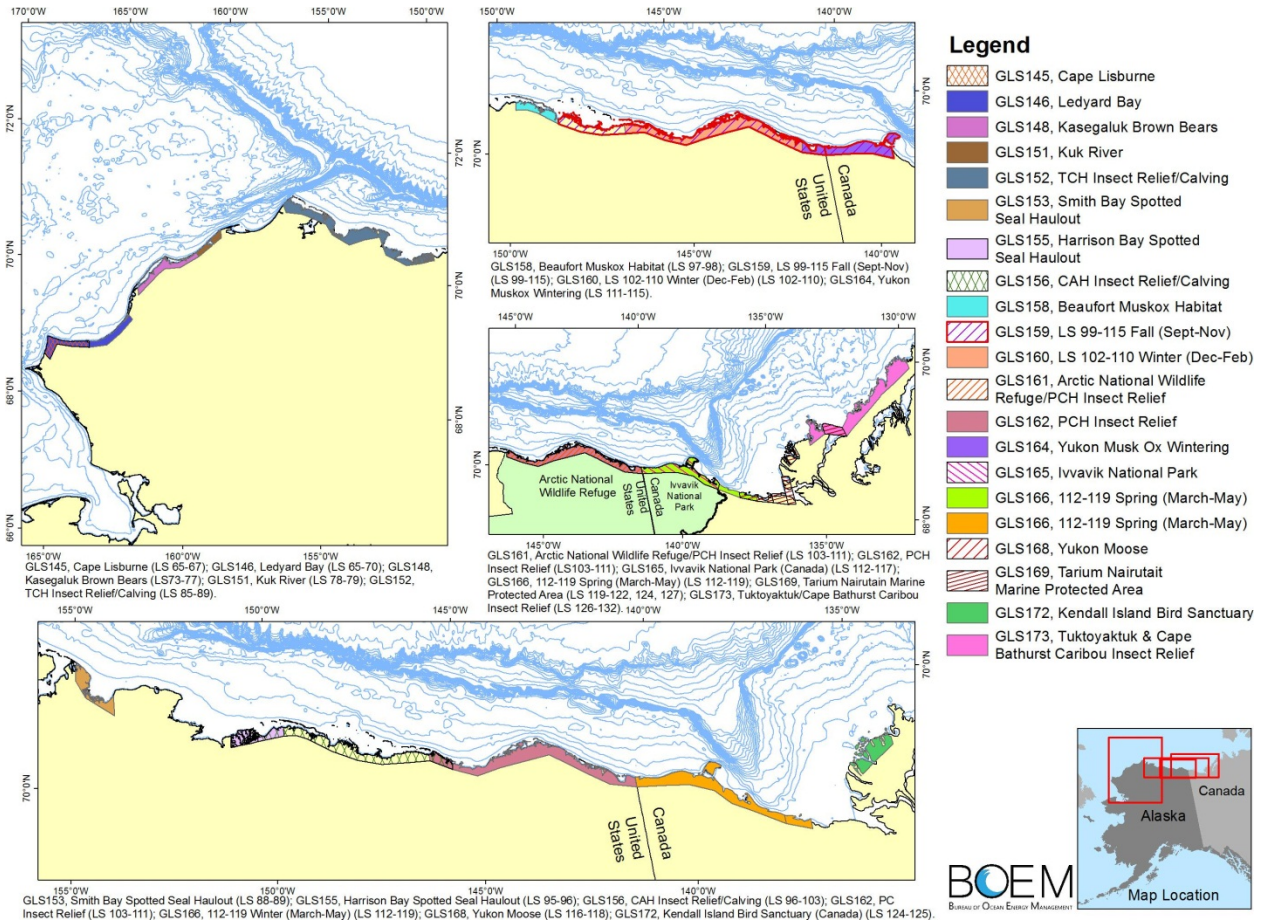 170°0'W
165°0'W
160°0'W
155°0'W
150°0'W
72°0'N
70°0'N
68°0'N
66°0'N
72°0'N
70°0'N
68°0'N
165°0'W
160°0'W
155°0'W
GLS145, Cape Lisburne (LS 65-67); GLS146, Ledyard Bay (LS 65-70); GLS148,
Kasegaluk Brown Bears (LS73-77); GLS151, Kuk River (LS 78-79); GLS152,
TCH Insect Relief/Calving (LS 85-89).
150°0'W
145°0'W
140°0'W
70°0'N
70°0'N
United States
Canada
150°0'W
145°0'W
140°0'W
GLS158, Beaufort Muskox Habitat (LS 97-98); GLS159, LS 99-115 Fall (Sept-Nov)
(LS 99-115); GLS160, LS 102-110 Winter (Dec-Feb) (LS 102-110); GLS164, Yukon
Muskox Wintering (LS 111-115).
145°0'W
140°0'W
135°0'W
130°0'W
70°0'N
70°0'N
68°0'N
Arctic National
Wildlife Refuge
United States
Canada
Ivvavik
National
Park
145°0'W
140°0'W
GLS161, Arctic National Wildlife Refuge/PCH Insect Relief (LS 103-111); GLS162, PCH
Insect Relief (LS103-111); GLS165, Ivvavik National Park (Canada) (LS 112-117);
GLS166, 112-119 Spring (March-May) (LS 112-119); GLS169, Tarium Nairutain Marine
Protected Area (LS 119-122, 124, 127); GLS173, Tuktoyaktuk/Cape Bathurst Caribou
Insect Relief (LS 126-132).
155°0'W
150°0'W
145°0'W
140°0'W
135°0'W
70°0'N
70°0'N
United States
Canada
155°0'W
150°0'W
145°0'W
140°0'W
GLS153, Smith Bay Spotted Seal Haulout (LS 88-89); GLS155, Harrison Bay Spotted Seal Haulout (LS 95-96); GLS156, CAH Insect Relief/Calving (LS 96-103); GLS162, PC
Insect Relief (LS 103-111); GLS166, 112-119 Winter (March-May) (LS 112-119); GLS168, Yukon Moose (LS 116-118); GLS172, Kendall Island Bird Sanctuary (Canada) (LS 124-125).
Legend
GLS145, Cape Lisburne
GLS146, Ledyard Bay
GLS148, Kasegaluk Brown Bears
GLS151, Kuk River
GLS152, TCH Insect Relief/Calving
GLS153, Smith Bay Spotted
Seal Haulout
GLS155, Harrison Bay Spotted
Seal Haulout
GLS156, CAH Insect Relief/Calving
GLS158, Beaufort Muskox Habitat
GLS159, LS 99-115 Fall (Sept-Nov)
GLS160, LS 102-110 Winter (Dec-Feb)
GLS161, Arctic National Wildlife
Refuge/PCH Insect Relief
GLS162, PCH Insect Relief
GLS164, Yukon Musk Ox Wintering
GLS165, Ivvavik National Park
GLS166, 112-119 Spring (March-May)
GLS166, 112-119 Spring (March-May)
GLS168, Yukon Moose
GLS169, Tarium Nairutait
Marine Protected Area
GLS172, Kendall Island Bird Sanctuary
GLS173, Tuktoyaktuk & Cape
Bathurst Caribou Insect Relief
Canada
Alaska
Map Location
BOEM
BUREAU OF OCEAN ENERGY MANAGEMENT